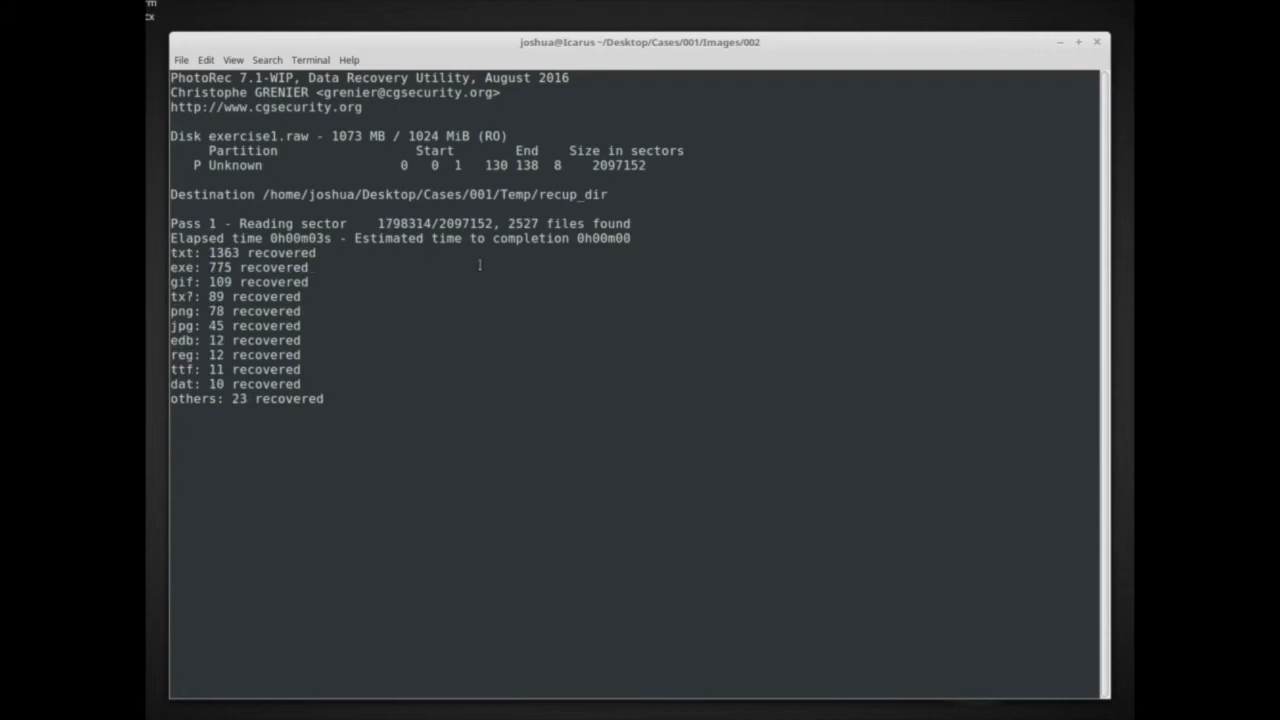 rm
cx
joshua@Icarus ~/Desktop/Cases/001/Images/002
File Edit View Search Terminal Help
PhotoRec 7.1-WIP, Data Recovery Utility, August 2016
Christophe GRENIER <grenier@cgsecurity.org>
http://www.cgsecurity.org
Disk exercise1.raw - 1073 MB / 1024 MiB (RO)
Partition Start End Size in sectors
P Unknown 0 0 1 130 138 8 2097152
Destination /home/joshua/Desktop/Cases/001/Temp/recup_dir
Pass 1 - Reading sector 1798314/2097152, 2527 files found
Elapsed time 0h00m03s - Estimated time to completion 0h00m00
txt: 1363 recovered
exe: 775 recovered
gif: 109 recovered
tx?: 89 recovered
png: 78 recovered
jpg: 45 recovered
edb: 12 recovered
reg: 12 recovered
ttf: 11 recovered
dat: 10 recovered
others: 23 recovered